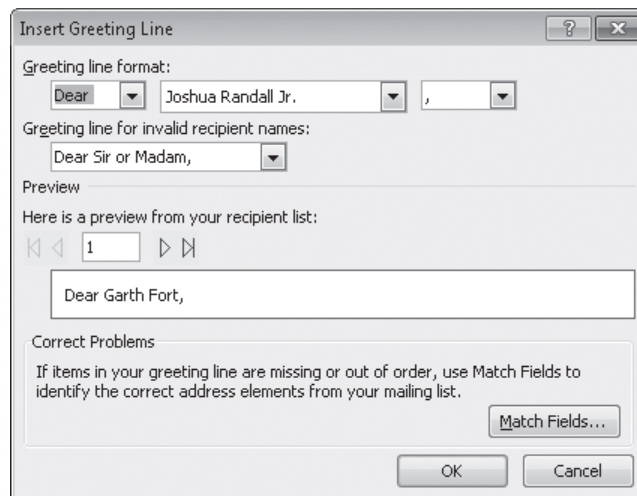 Insert Greeting Line
Greeting line format:
Dear Joshua Randall Jr. ,
Greeting line for invalid recipient names:
Dear Sir or Madam,
Preview
Here is a preview from your recipient list:
1
Dear Garth Fort,
Correct Problems
If items in your greeting line are missing or out of order, use Match Fields to
identify the correct address elements from your mailing list.
Match Fields...
OK Cancel